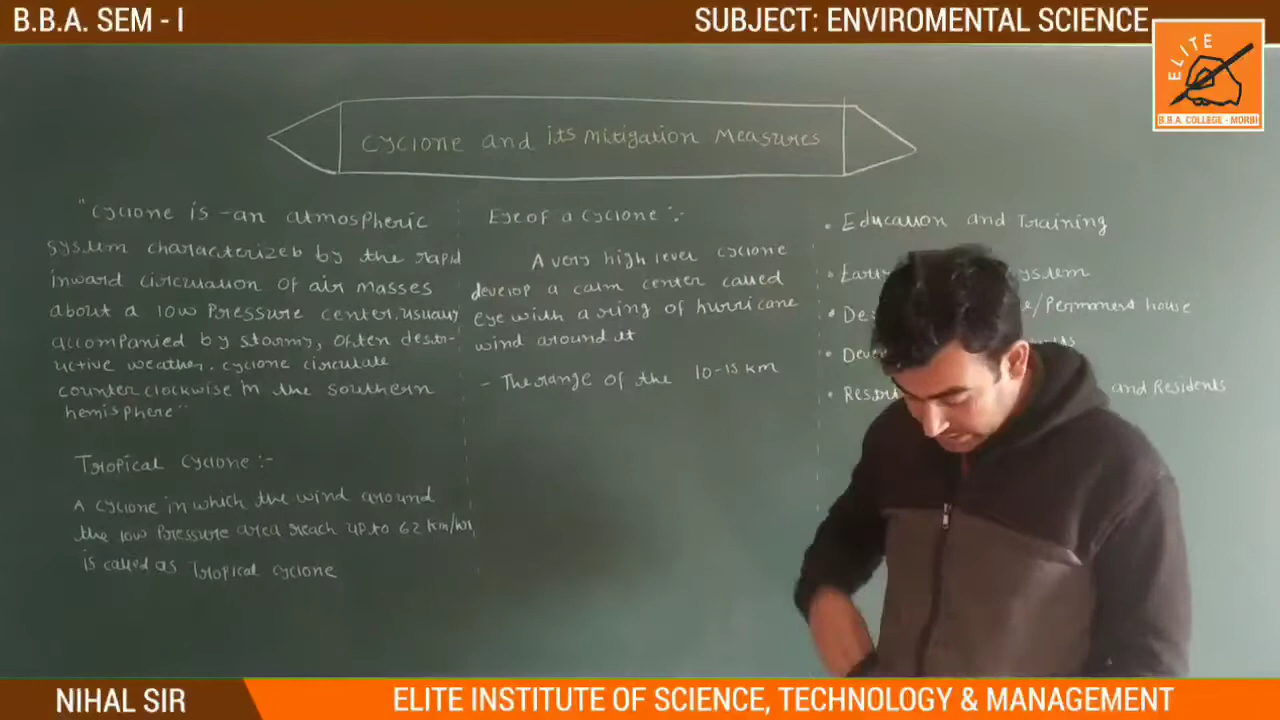 B.B.A. SEM - I
SUBJECT: ENVIROMENTAL SCIENCE
ELITE
B.B.A. COLLEGE - MORBI
Cyclone and its Mitigation Measures
"Cyclone is -an atmospheric
system characterized by the rapid
inward circulation of air masses
about a low Pressure center. usually
accompanied by stormy, often destr-
uctive weather. cyclone circulate
counter clockwise in the southern
hemisphere"
Tropical cyclone :-
A cyclone in which the wind around
the low Pressure area reach up to 62 km/hr,
is called as Tropical cyclone
Eye of a cyclone :-
A very high level cyclone
develop a calm center called
eye with a ring of hurricane
wind around it
- The range of the 10-15 km
• Education and Training
• system
• /Permanent house
•
• and Residents
NIHAL SIR
ELITE INSTITUTE OF SCIENCE, TECHNOLOGY & MANAGEMENT